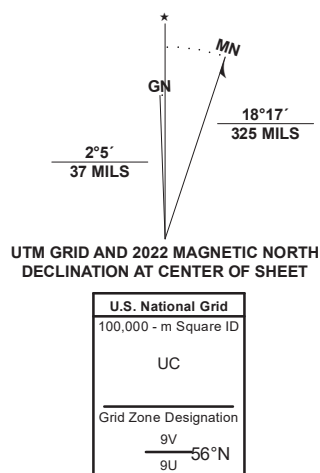 ★
MN
GN
18°17´
325 MILS
2°5´
37 MILS
UTM GRID AND 2022 MAGNETIC NORTH
DECLINATION AT CENTER OF SHEET
U.S. National Grid
100,000 - m Square ID
UC
Grid Zone Designation
9V
56°N
9U